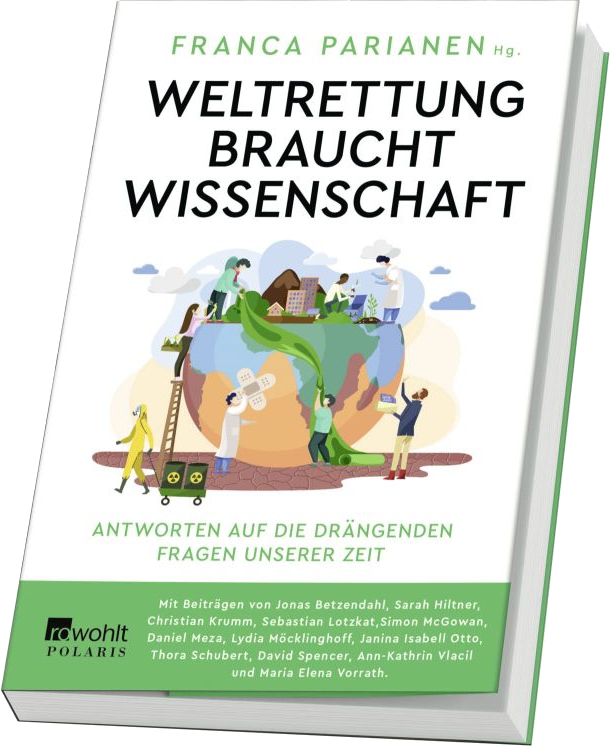 FRANCA PARIANEN Hg.
WELTRETTUNG
BRAUCHT
WISSENSCHAFT
ANTWORTEN AUF DIE DRÄNGENDEN
FRAGEN UNSERER ZEIT
Mit Beiträgen von Jonas Betzendahl, Sarah Hiltner,
Christian Krumm, Sebastian Lotzkat,Simon McGowan,
Daniel Meza, Lydia Möcklinghoff, Janina Isabell Otto,
Thora Schubert, David Spencer, Ann-Kathrin Vlacil
und Maria Elena Vorrath.
rowohlt
POLARIS